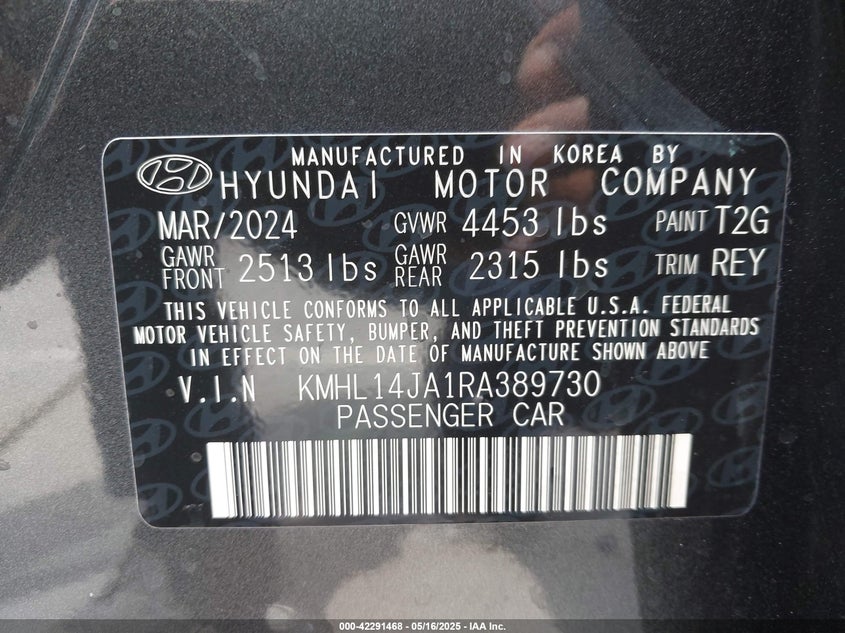 MANUFACTURED IN KOREA BY
HYUNDAI MOTOR COMPANY
MAR/2024 GVWR 4453 lbs PAINT T2G
GAWR FRONT 2513 lbs GAWR REAR 2315 lbs TRIM REY
THIS VEHICLE CONFORMS TO ALL APPLICABLE U.S.A. FEDERAL
MOTOR VEHICLE SAFETY, BUMPER, AND THEFT PREVENTION STANDARDS
IN EFFECT ON THE DATE OF MANUFACTURE SHOWN ABOVE
V.I.N KMHL14JA1RA389730
PASSENGER CAR
000-42291468 - 05/16/2025 - IAA Inc.